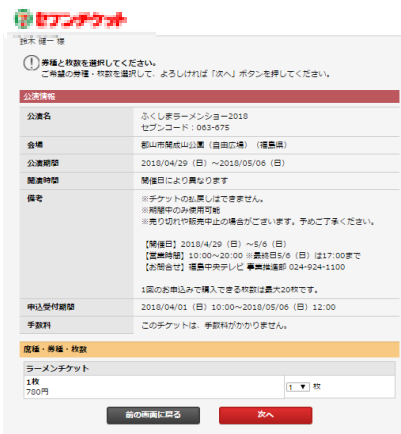 セブンチケット
鈴木 健一 様
券種と枚数を選択してください。
ご希望の券種・枚数を選択して、よろしければ「次へ」ボタンを押してください。
公演情報
公演名 ふくしまラーメンショー2018
セブンコード：063-675
会場 郡山市開成山公園（自由広場）（福島県）
公演期間 2018/04/29（日）～2018/05/06（日）
開演時間 開催日により異なります
備考 ※チケットの払戻しはできません。
※期間中のみ使用可能
※売り切れや販売中止の場合がございます。予めご了承ください。
【開催日】2018/4/29（日）～5/6（日）
【営業時間】10:00～20:00 ※最終日5/6（日）は17:00まで
【お問合せ】福島中央テレビ 事業推進部 024-924-1100
1回のお申込みで購入できる枚数は最大20枚です。
申込受付期間 2018/04/01（日）10:00～2018/05/06（日）12:00
手数料 このチケットは、手数料がかかりません。
席種・券種・枚数
ラーメンチケット
1枚
780円 1 ▼ 枚
前の画面に戻る 次へ